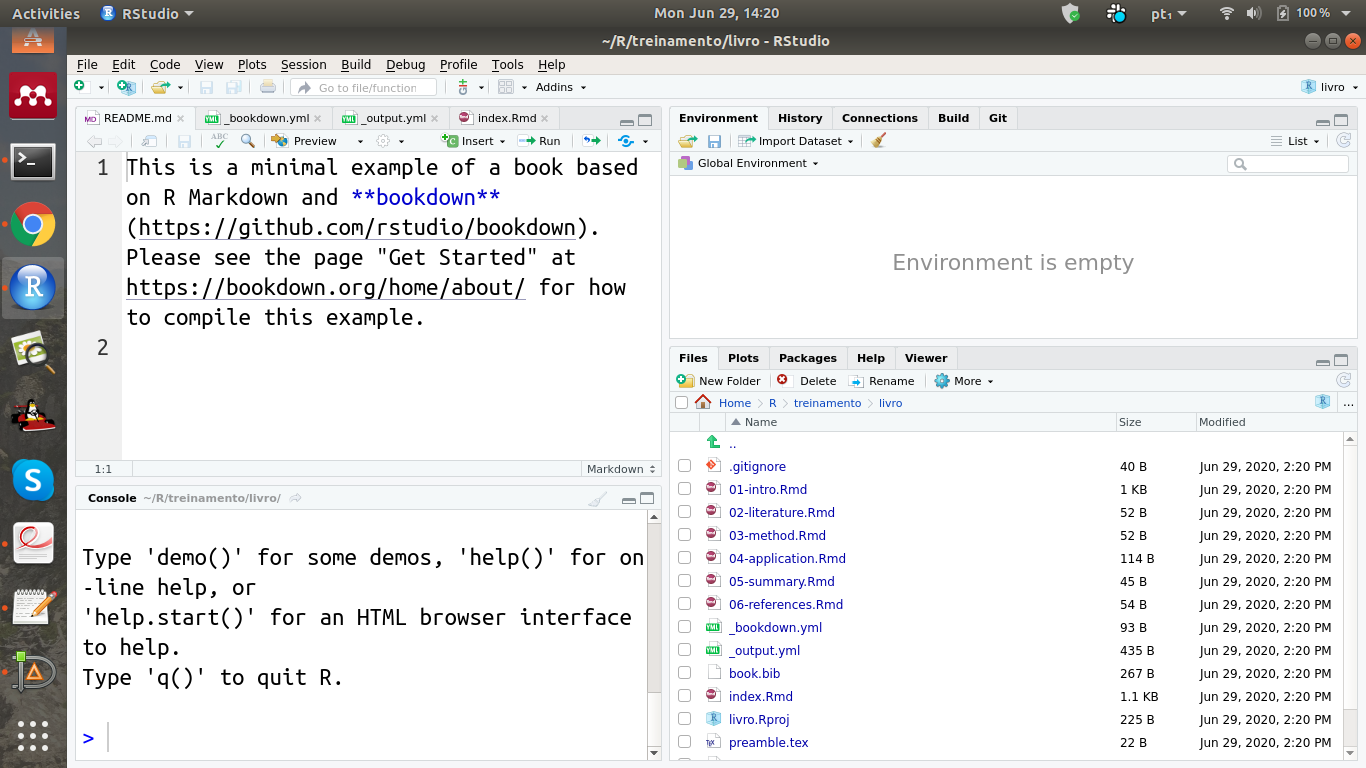 Activities RStudio Mon Jun 29, 14:20 pt₁ 100 %
~/R/treinamento/livro - RStudio
File Edit Code View Plots Session Build Debug Profile Tools Help
Go to file/function Addins livro
README.md _bookdown.yml _output.yml index.Rmd
ABC Preview Insert Run
1 This is a minimal example of a book based
on R Markdown and **bookdown**
(https://github.com/rstudio/bookdown).
Please see the page "Get Started" at
https://bookdown.org/home/about/ for how
to compile this example.
2
1:1 Markdown
Console ~/R/treinamento/livro/
Type 'demo()' for some demos, 'help()' for on
-line help, or
'help.start()' for an HTML browser interface
to help.
Type 'q()' to quit R.
>
Environment History Connections Build Git
Import Dataset List
Global Environment
Environment is empty
Files Plots Packages Help Viewer
New Folder Delete Rename More
Home R treinamento livro ...
Name Size Modified
..
.gitignore 40 B Jun 29, 2020, 2:20 PM
01-intro.Rmd 1 KB Jun 29, 2020, 2:20 PM
02-literature.Rmd 52 B Jun 29, 2020, 2:20 PM
03-method.Rmd 52 B Jun 29, 2020, 2:20 PM
04-application.Rmd 114 B Jun 29, 2020, 2:20 PM
05-summary.Rmd 45 B Jun 29, 2020, 2:20 PM
06-references.Rmd 54 B Jun 29, 2020, 2:20 PM
_bookdown.yml 93 B Jun 29, 2020, 2:20 PM
_output.yml 435 B Jun 29, 2020, 2:20 PM
book.bib 267 B Jun 29, 2020, 2:20 PM
index.Rmd 1.1 KB Jun 29, 2020, 2:20 PM
livro.Rproj 225 B Jun 29, 2020, 2:20 PM
preamble.tex 22 B Jun 29, 2020, 2:20 PM